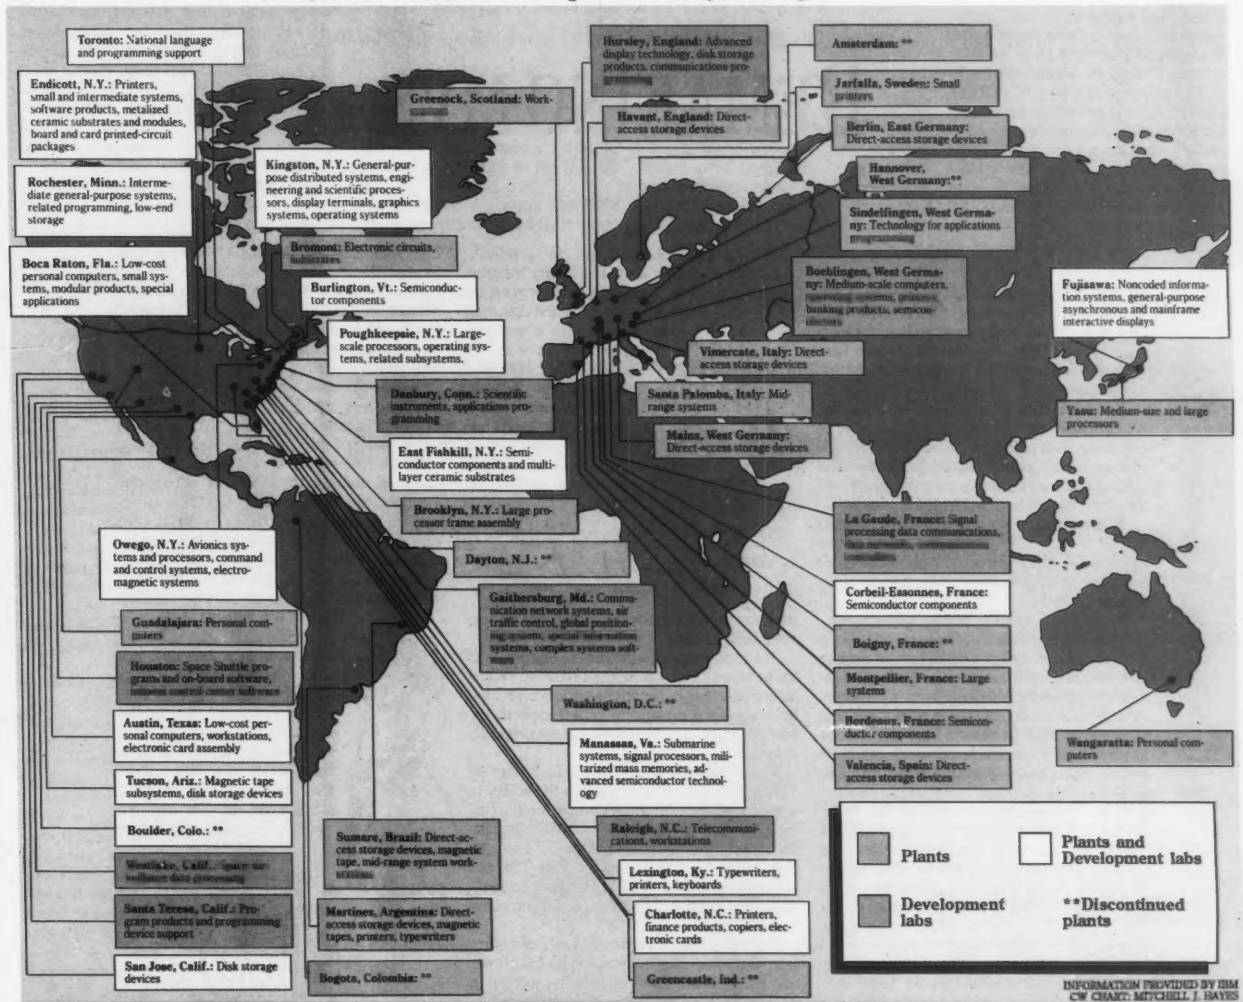 Toronto: National language
and programming support
Endicott, N.Y.: Printers,
small and intermediate systems,
software products, metalized
ceramic substrates and modules,
board and card printed-circuit
packages
Rochester, Minn.: Interme-
diate general-purpose systems,
related programming, low-end
storage
Boca Raton, Fla.: Low-cost
personal computers, small sys-
tems, modular products, special
applications
Kingston, N.Y.: General-pur-
pose distributed systems, engi-
neering and scientific proces-
sors, display terminals, graphics
systems, operating systems
Bromont: Electronic circuits,
substrates
Burlington, Vt.: Semiconduc-
tor components
Poughkeepsie, N.Y.: Large-
scale processors, operating sys-
tems, related subsystems.
Danbury, Conn.: Scientific
instruments, applications pro-
gramming
East Fishkill, N.Y.: Semi-
conductor components and multi-
layer ceramic substrates
Brooklyn, N.Y.: Large pro-
cessor frame assembly
Dayton, N.J.: **
Gaithersburg, Md.: Commu-
nication network systems, air
traffic control, global position-
ing system, special information
systems, complex systems soft-
ware
Washington, D.C.: **
Manassas, Va.: Submarine
systems, signal processors, mili-
tarized mass memories, ad-
vanced semiconductor technol-
ogy
Raleigh, N.C.: Telecommuni-
cations, workstations
Lexington, Ky.: Typewriters,
printers, keyboards
Charlotte, N.C.: Printers,
finance products, copiers, elec-
tronic cards
Greencastle, Ind.: **
Owego, N.Y.: Avionics sys-
tems and processors, command
and control systems, electro-
magnetic systems
Guadalajara: Personal com-
puters
Houston: Space Shuttle pro-
grams and on-board software,
mission control center software
Austin, Texas: Low-cost per-
sonal computers, workstations,
electronic card assembly
Tucson, Ariz.: Magnetic tape
subsystems, disk storage devices
Boulder, Colo.: **
Westlake, Calif.: Space sur-
veillance data processing
Santa Teresa, Calif.: Pro-
gram products and programming
device support
San Jose, Calif.: Disk storage
devices
Sumare, Brazil: Direct-ac-
cess storage devices, magnetic
tape, mid-range system work-
stations
Martinez, Argentina: Direct-
access storage devices, magnetic
tapes, printers, typewriters
Bogota, Colombia: **
Greenock, Scotland: Work-
stations
Hursley, England: Advanced
display technology, disk storage
products, communications pro-
gramming
Havant, England: Direct-
access storage devices
Amsterdam: **
Jarfalla, Sweden: Small
printers
Berlin, East Germany:
Direct-access storage devices
Hannover,
West Germany:**
Sindelfingen, West Germa-
ny: Technology for applications
programming
Boeblingen, West Germa-
ny: Medium-scale computers,
operating systems, printers,
banking products, semicon-
ductors
Vimercate, Italy: Direct-
access storage devices
Santa Palomba, Italy: Mid-
range systems
Mainz, West Germany:
Direct-access storage devices
Fujisawa: Noncoded informa-
tion systems, general-purpose
asynchronous and mainframe
interactive displays
Yasu: Medium-size and large
processors
La Gaude, France: Signal
processing data communications,
controllers
Corbeil-Essonnes, France:
Semiconductor components
Boigny, France: **
Montpellier, France: Large
systems
Bordeaux, France: Semicon-
ductor components
Valencia, Spain: Direct-
access storage devices
Wangaratta: Personal com-
puters
Plants
Plants and
Development labs
Development
labs
**Discontinued
plants
INFORMATION PROVIDED BY IBM
CW CHART: MITCHELL J. HAYES